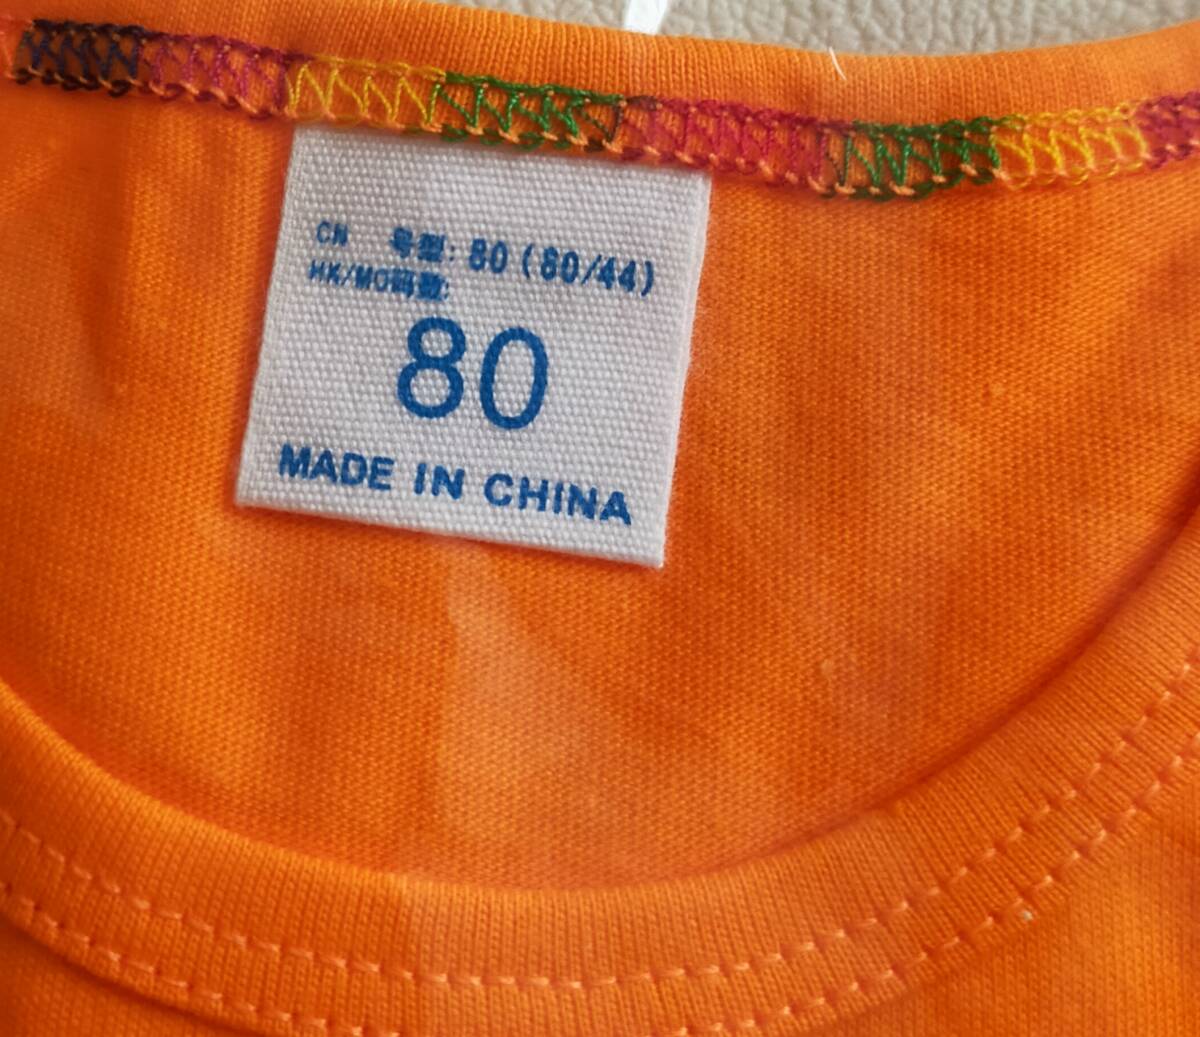 CN 号型: 80 (80/44)
HK/MO码数:
80
MADE IN CHINA